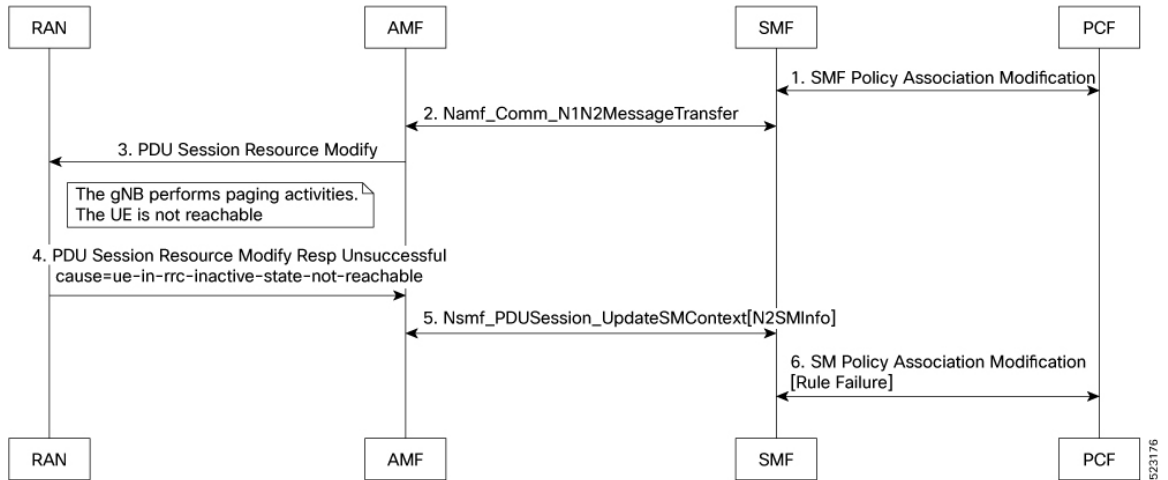 RAN
AMF
SMF
PCF
1. SMF Policy Association Modification
2. Namf_Comm_N1N2MessageTransfer
3. PDU Session Resource Modify
The gNB performs paging activities.
The UE is not reachable
4. PDU Session Resource Modify Resp Unsuccessful
cause=ue-in-rrc-inactive-state-not-reachable
5. Nsmf_PDUSession_UpdateSMContext[N2SMInfo]
6. SM Policy Association Modification
[Rule Failure]
RAN
AMF
SMF
PCF
523176